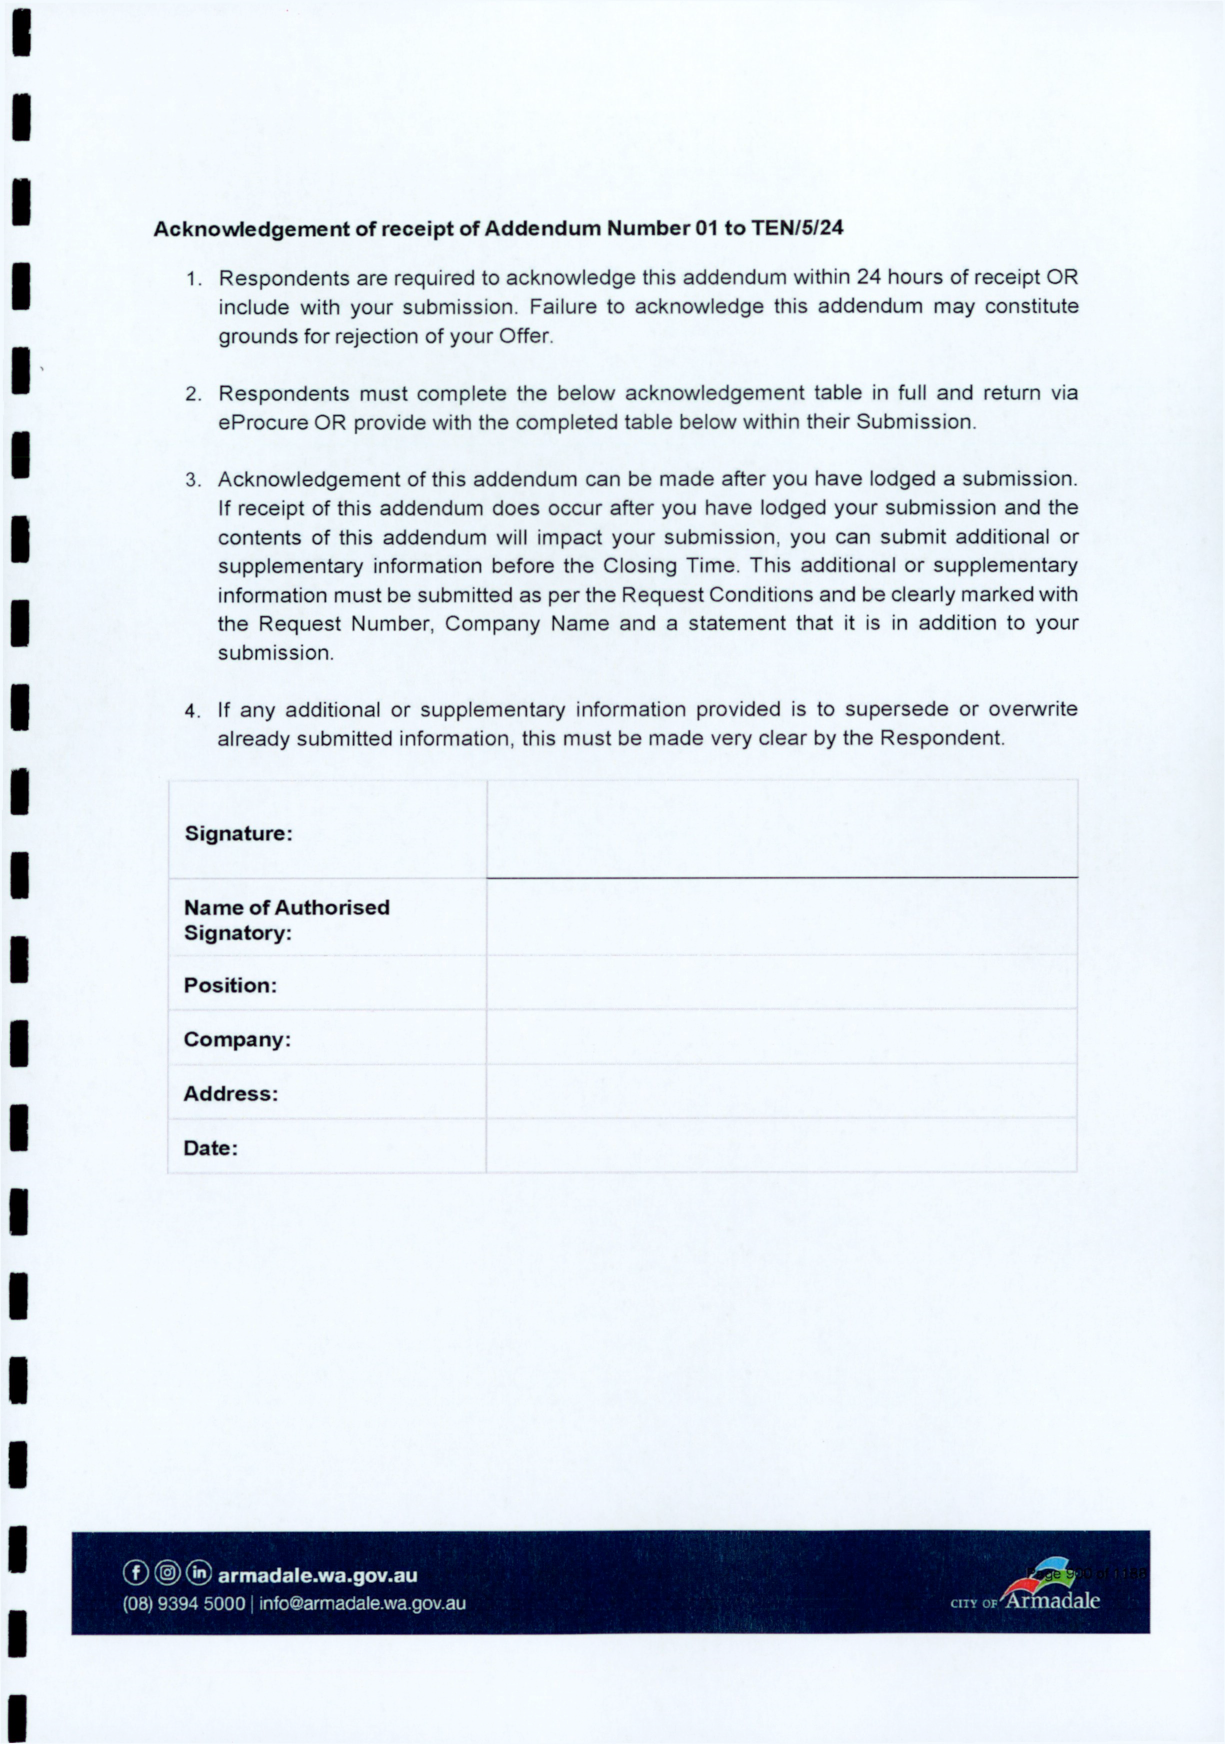 Acknowledgement of receipt of Addendum Number 01 to TEN/5/24
1. Respondents are required to acknowledge this addendum within 24 hours of receipt OR
include with your submission. Failure to acknowledge this addendum may constitute
grounds for rejection of your Offer.
2. Respondents must complete the below acknowledgement table in full and return via
eProcure OR provide with the completed table below within their Submission.
3. Acknowledgement of this addendum can be made after you have lodged a submission.
If receipt of this addendum does occur after you have lodged your submission and the
contents of this addendum will impact your submission, you can submit additional or
supplementary information before the Closing Time. This additional or supplementary
information must be submitted as per the Request Conditions and be clearly marked with
the Request Number, Company Name and a statement that it is in addition to your
submission.
4. If any additional or supplementary information provided is to supersede or overwrite
already submitted information, this must be made very clear by the Respondent.
Signature:
Name of Authorised
Signatory:
Position:
Company:
Address:
Date:
armadale.wa.gov.au
(08) 9394 5000 | info@armadale.wa.gov.au
Page
CITY OF Armadale